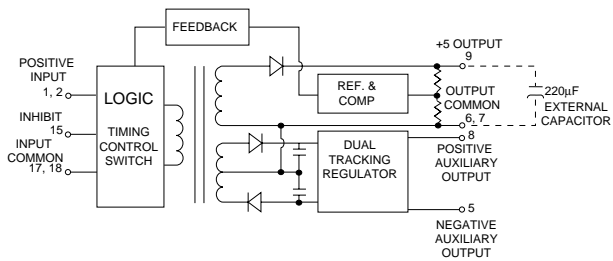 FEEDBACK
+5 OUTPUT
9
POSITIVE
INPUT
1, 2
LOGIC
REF. &
COMP
220µF
EXTERNAL
CAPACITOR
OUTPUT
COMMON
6, 7
INHIBIT
15
TIMING
CONTROL
SWITCH
INPUT
COMMON
17, 18
DUAL
TRACKING
REGULATOR
8
POSITIVE
AUXILIARY
OUTPUT
5
NEGATIVE
AUXILIARY
OUTPUT